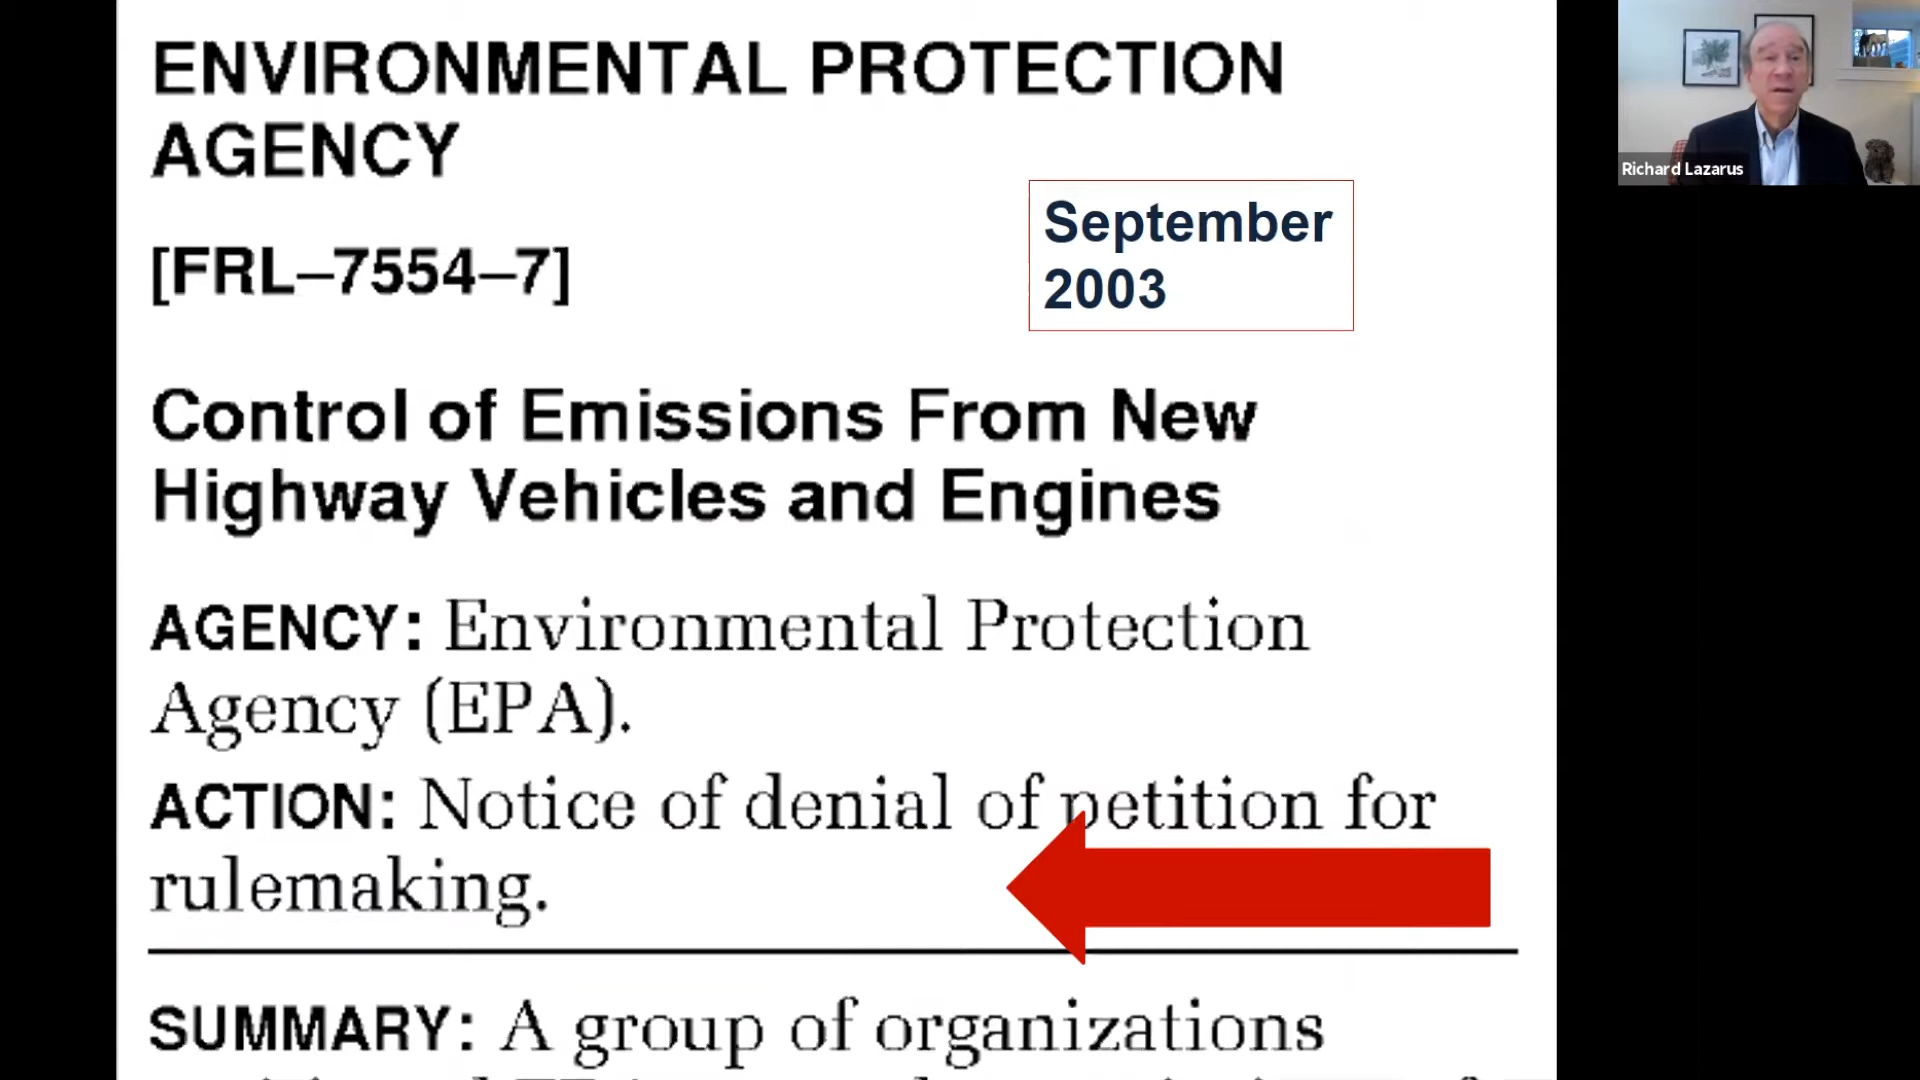 ENVIRONMENTAL PROTECTION
AGENCY
[FRL–7554–7]
September
2003
Control of Emissions From New
Highway Vehicles and Engines
AGENCY: Environmental Protection
Agency (EPA).
ACTION: Notice of denial of petition for
rulemaking.
SUMMARY: A group of organizations
Richard Lazarus